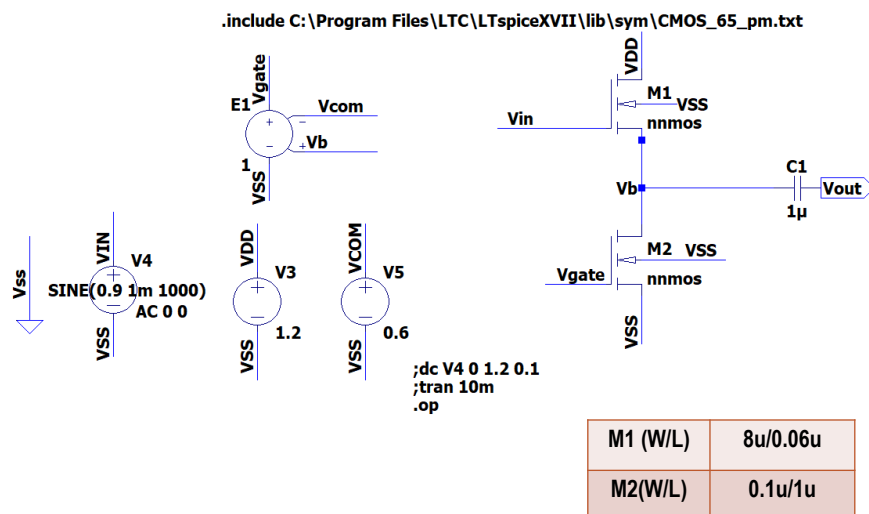 .include C:\Program Files\LTC\LTspiceXVII\lib\sym\CMOS_65_pm.txt
Vgate
E1
Vcom
+
−
−
+
Vb
1
VSS
VDD
M1
VSS
nnmos
Vin
Vb
C1
1µ
Vout
M2
VSS
nnmos
Vgate
VSS
Vss
VIN
V4
+
−
SINE(0.9 1m 1000)
AC 0 0
VSS
VDD
V3
+
−
1.2
VSS
VCOM
V5
+
−
0.6
VSS
;dc V4 0 1.2 0.1
;tran 10m
.op
M1 (W/L) 8u/0.06u
M2(W/L) 0.1u/1u